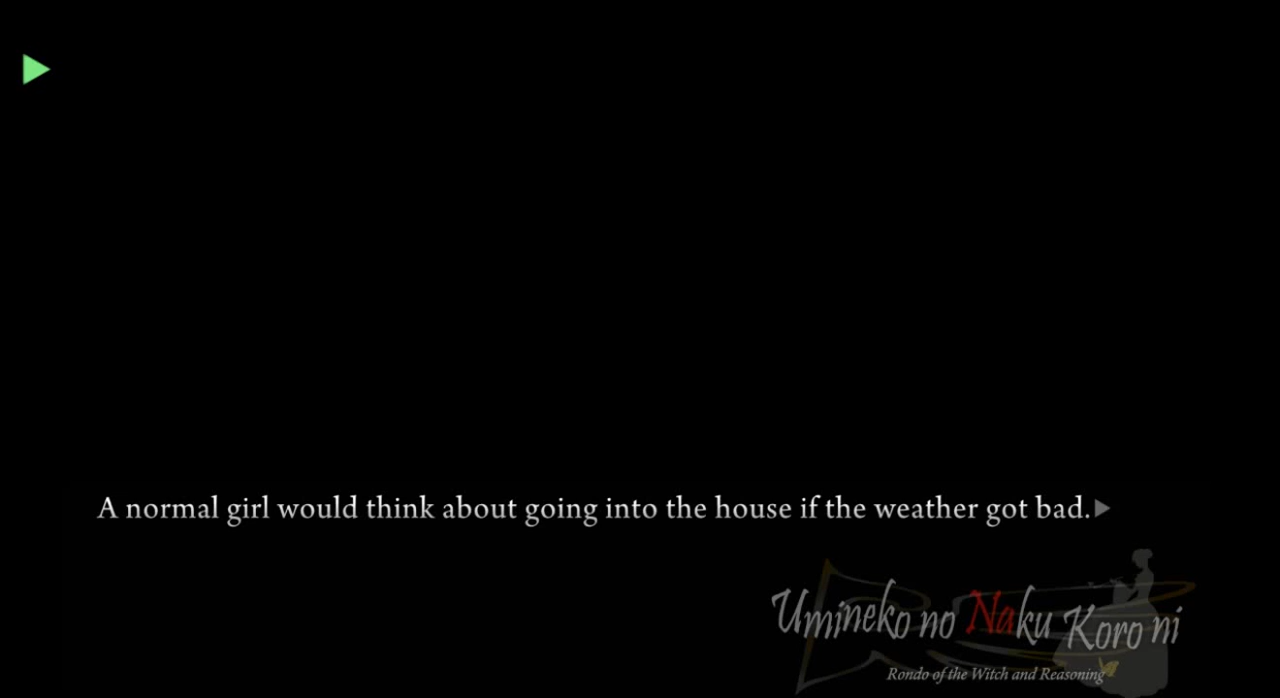 A normal girl would think about going into the house if the weather got bad.
Umineko no Naku Koro ni
Rondo of the Witch and Reasoning